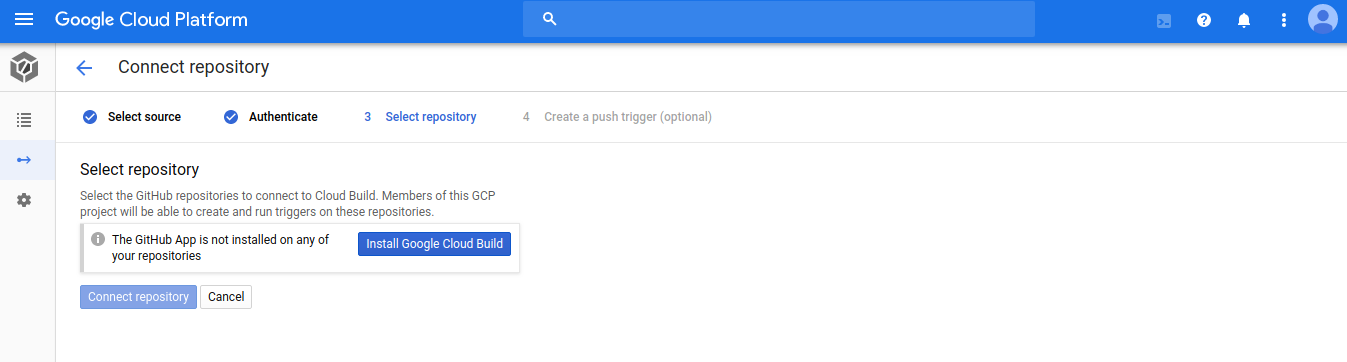 Google Cloud Platform
Connect repository
Select source
Authenticate
3 Select repository
4 Create a push trigger (optional)
Select repository
Select the GitHub repositories to connect to Cloud Build. Members of this GCP
project will be able to create and run triggers on these repositories.
The GitHub App is not installed on any of
your repositories
Install Google Cloud Build
Connect repository
Cancel